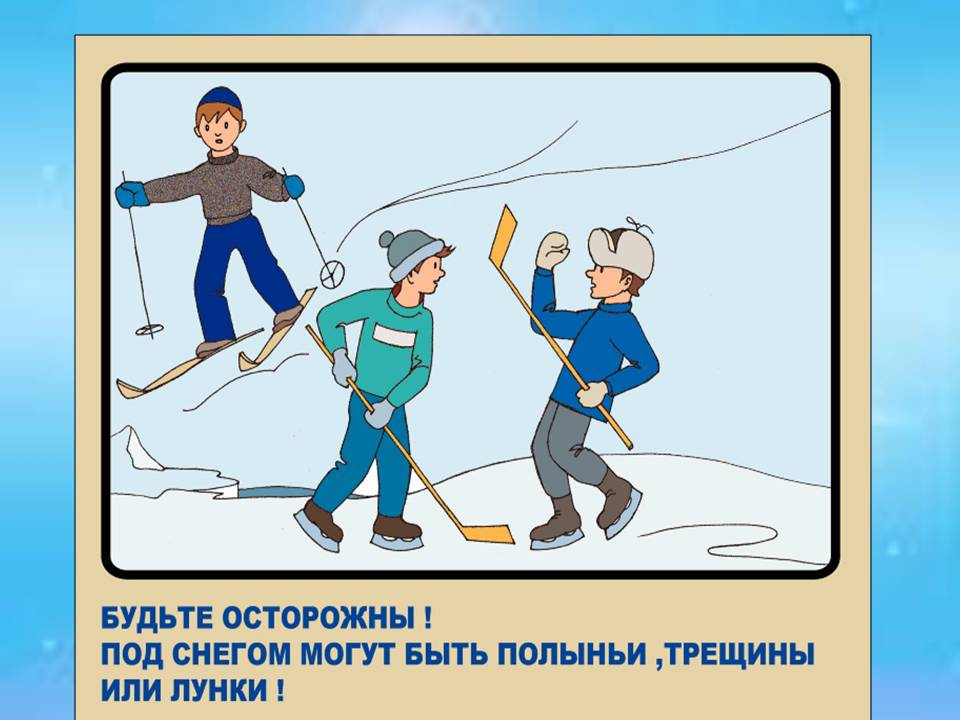 БУДЬТЕ ОСТОРОЖНЫ !
ПОД СНЕГОМ МОГУТ БЫТЬ ПОЛЫНЬИ ,ТРЕЩИНЫ
ИЛИ ЛУНКИ !